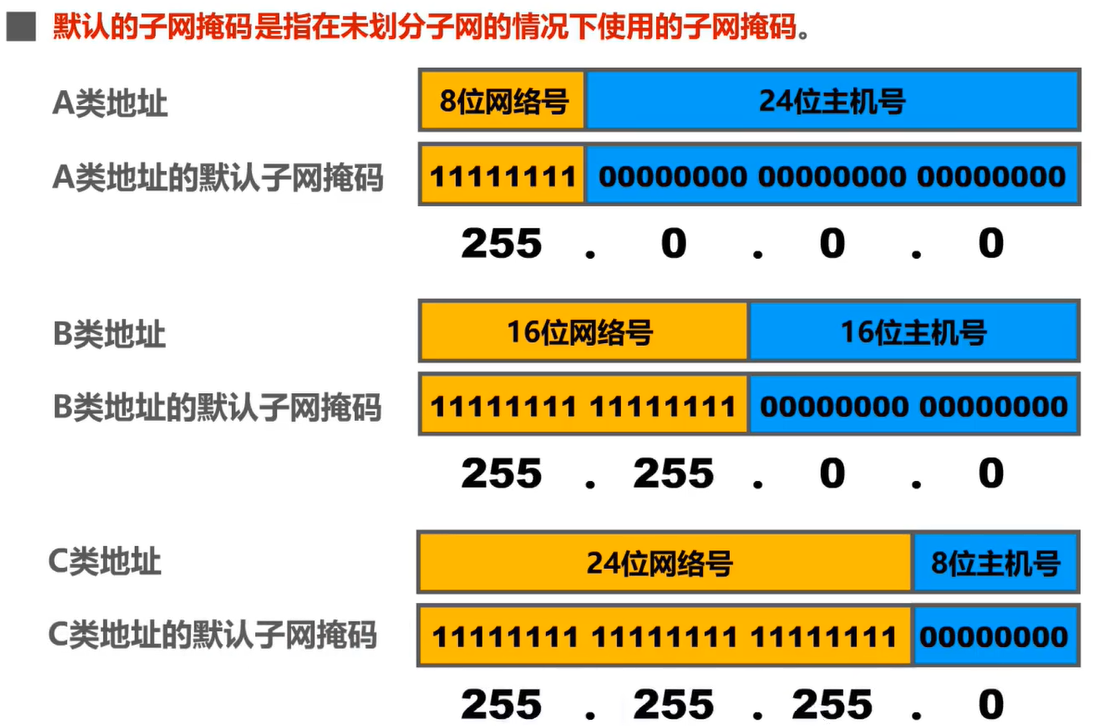 默认的子网掩码是指在未划分子网的情况下使用的子网掩码。
A类地址 8位网络号 24位主机号
A类地址的默认子网掩码 11111111 00000000 00000000 00000000
255 . 0 . 0 . 0
B类地址 16位网络号 16位主机号
B类地址的默认子网掩码 11111111 11111111 00000000 00000000
255 . 255 . 0 . 0
C类地址 24位网络号 8位主机号
C类地址的默认子网掩码 11111111 11111111 11111111 00000000
255 . 255 . 255 . 0